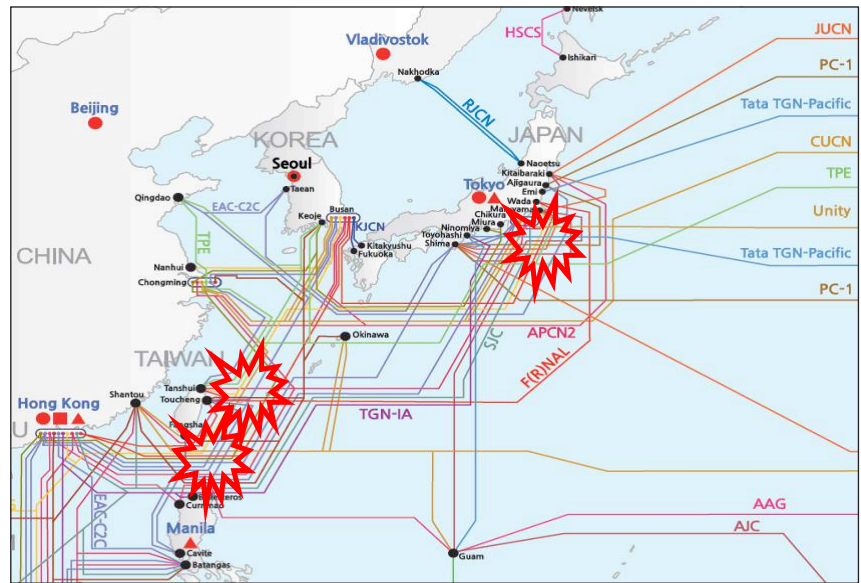 Nevelsk
HSCS
Ishikari
JUCN
Vladivostok
PC-1
Nakhodka
Tata TGN-Pacific
Beijing
RJCN
JAPAN
KOREA
CUCN
Seoul
Naoetsu
Kitaibaraki
Ajigaura
TPE
Tokyo
Emi
Taean
Wada
Qingdao
EAC-C2C
Busan
Keoje
Chikura
Miura
Unity
KJCN
Ninomiya
Toyohashi
Shima
Kitakyushu
Fukuoka
TPE
CHINA
Tata TGN-Pacific
Nanhui
Chongming
PC-1
Okinawa
SJC
APCN2
TAIWAN
F(R)NAL
Tanshui
Toucheng
Shantou
Hong Kong
TGN-IA
U
EAC-C2C
AAG
AJC
Manila
Cavite
Batangas
Guam